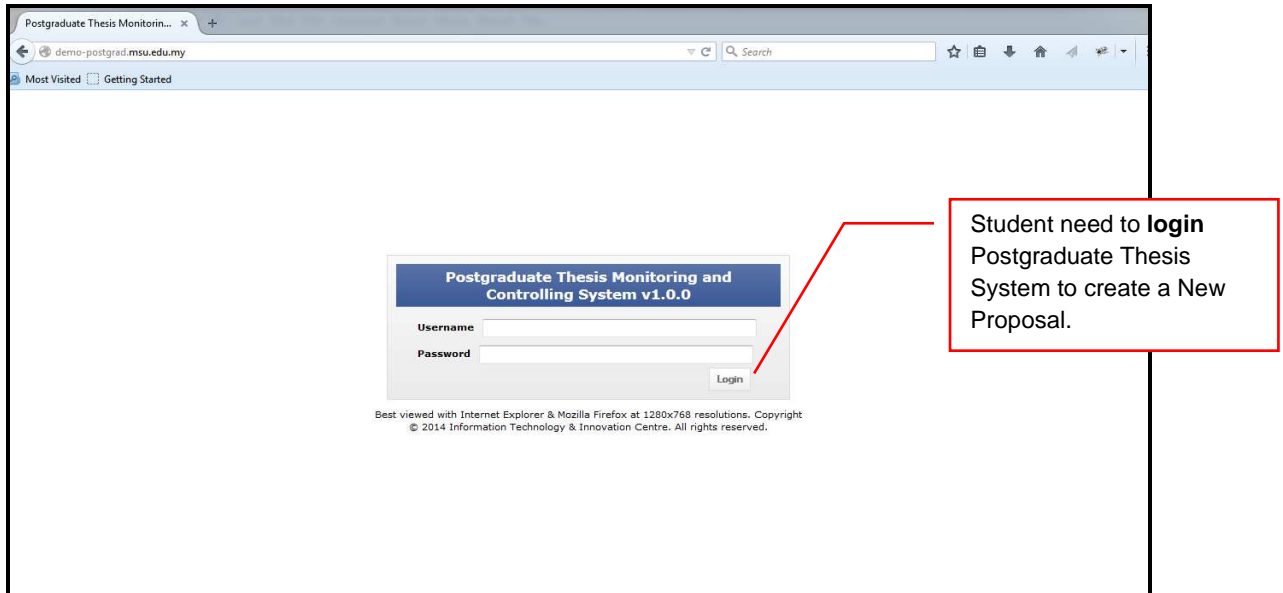 Postgraduate Thesis Monitorin...
demo-postgrad.msu.edu.my
Search
Most Visited Getting Started
Postgraduate Thesis Monitoring and
Controlling System v1.0.0
Username
Password
Login
Best viewed with Internet Explorer & Mozilla Firefox at 1280x768 resolutions. Copyright
© 2014 Information Technology & Innovation Centre. All rights reserved.
Student need to login
Postgraduate Thesis
System to create a New
Proposal.